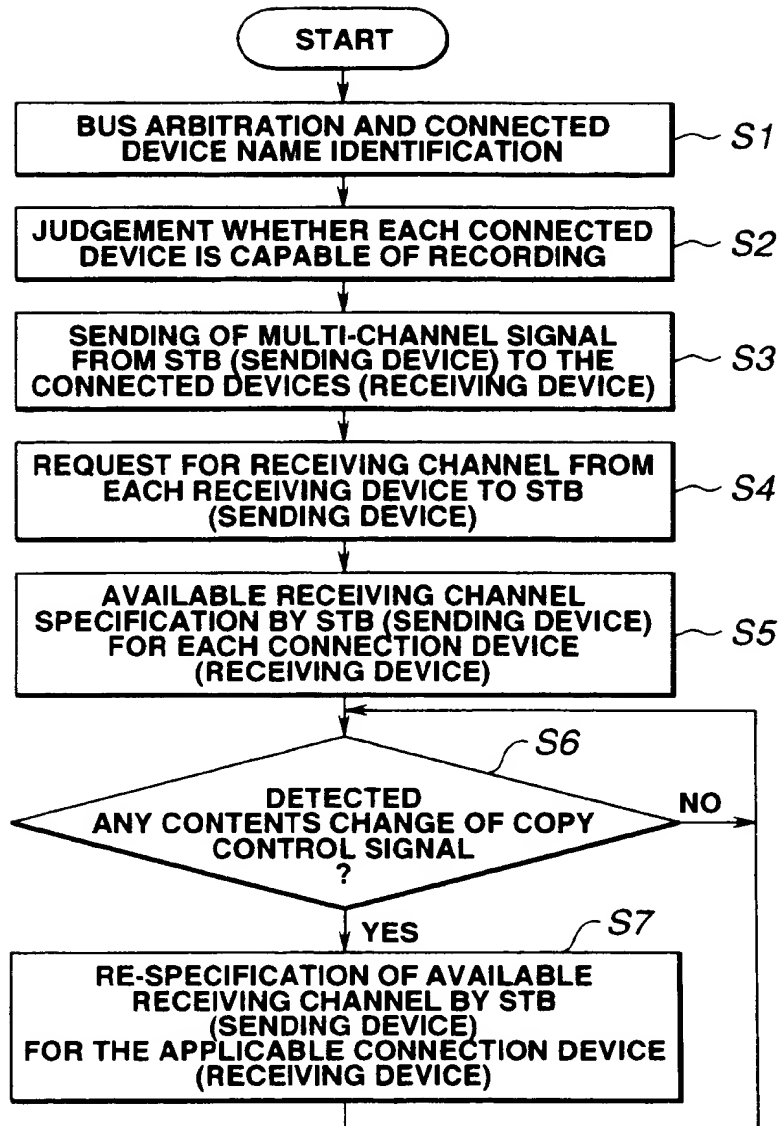 START
BUS ARBITRATION AND CONNECTED
DEVICE NAME IDENTIFICATION
S1
JUDGEMENT WHETHER EACH CONNECTED
DEVICE IS CAPABLE OF RECORDING
S2
SENDING OF MULTI-CHANNEL SIGNAL
FROM STB (SENDING DEVICE) TO THE
CONNECTED DEVICES (RECEIVING DEVICE)
S3
REQUEST FOR RECEIVING CHANNEL FROM
EACH RECEIVING DEVICE TO STB
(SENDING DEVICE)
S4
AVAILABLE RECEIVING CHANNEL
SPECIFICATION BY STB (SENDING DEVICE)
FOR EACH CONNECTION DEVICE
(RECEIVING DEVICE)
S5
S6
DETECTED
ANY CONTENTS CHANGE OF COPY
CONTROL SIGNAL
?
NO
YES
S7
RE-SPECIFICATION OF AVAILABLE
RECEIVING CHANNEL BY STB
(SENDING DEVICE)
FOR THE APPLICABLE CONNECTION DEVICE
(RECEIVING DEVICE)